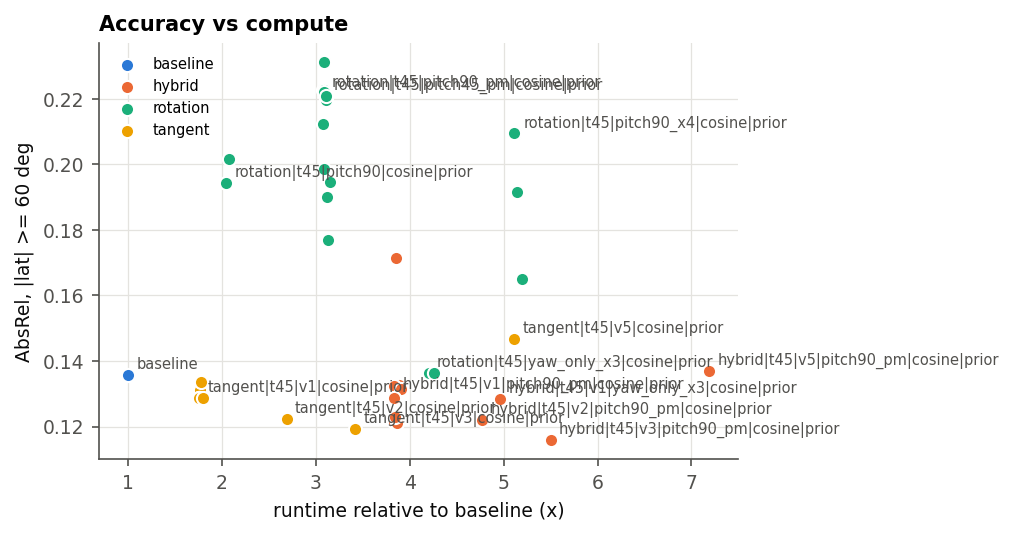 Accuracy vs compute
baseline
hybrid
rotation
tangent
AbsRel, |lat| >= 60 deg
0.22
0.20
0.18
0.16
0.14
0.12
rotation|t45|pitch90_pm|cosine|prior
rotation|t45|pitch45_pm|cosine|prior
rotation|t45|pitch90_x4|cosine|prior
rotation|t45|pitch90|cosine|prior
tangent|t45|v5|cosine|prior
baseline
rotation|t45|yaw_only_x3|cosine|prior
hybrid|t45|v5|pitch90_pm|cosine|prior
tangent|t45|v1|cosine|prior
hybrid|t45|v1|pitch90_pm|cosine|prior
hybrid|t45|v1|yaw_only_x3|cosine|prior
tangent|t45|v2|cosine|prior
hybrid|t45|v2|pitch90_pm|cosine|prior
tangent|t45|v3|cosine|prior
hybrid|t45|v3|pitch90_pm|cosine|prior
1 2 3 4 5 6 7
runtime relative to baseline (x)